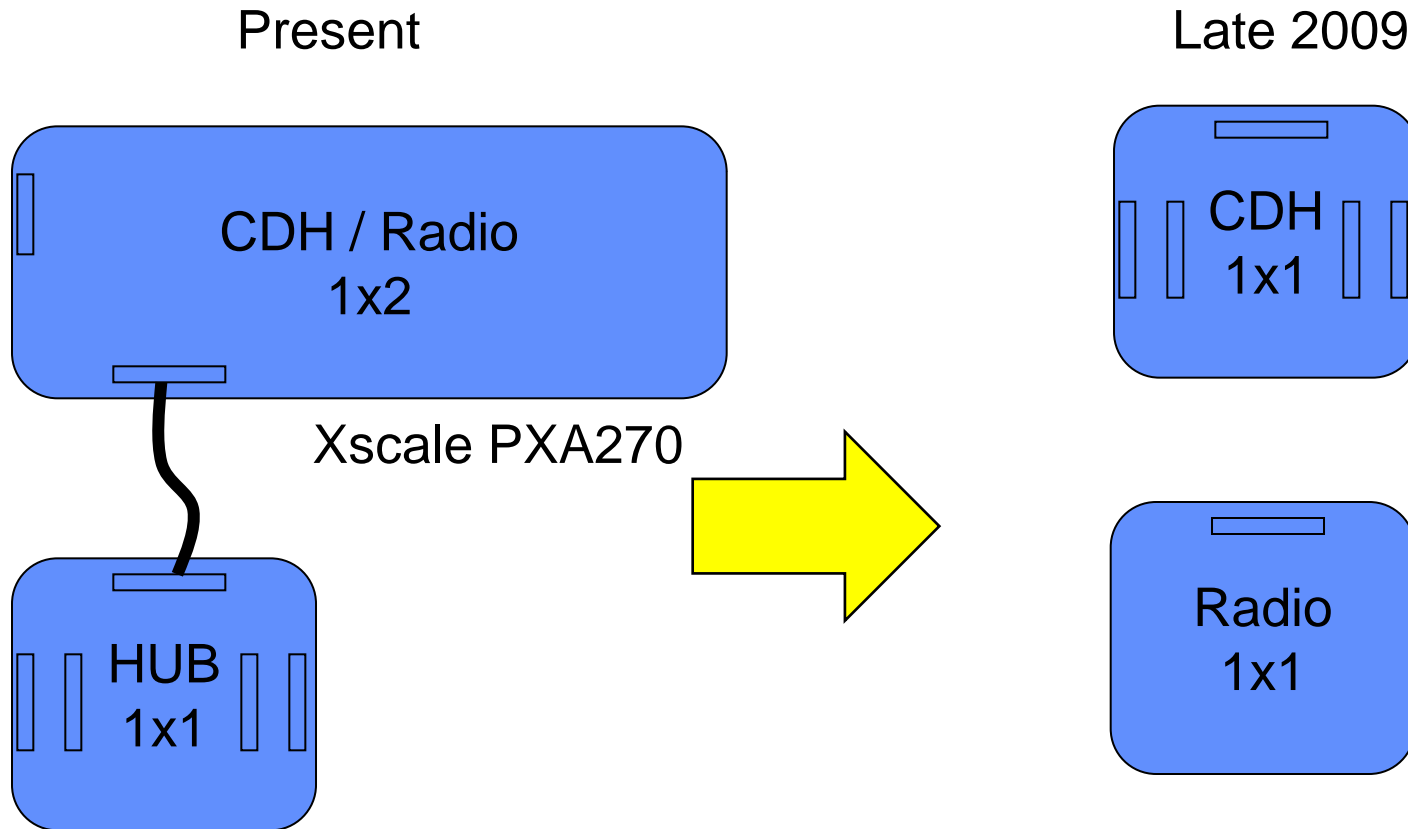 Present
Late 2009
CDH / Radio
1x2
CDH
1x1
Xscale PXA270
HUB
1x1
Radio
1x1